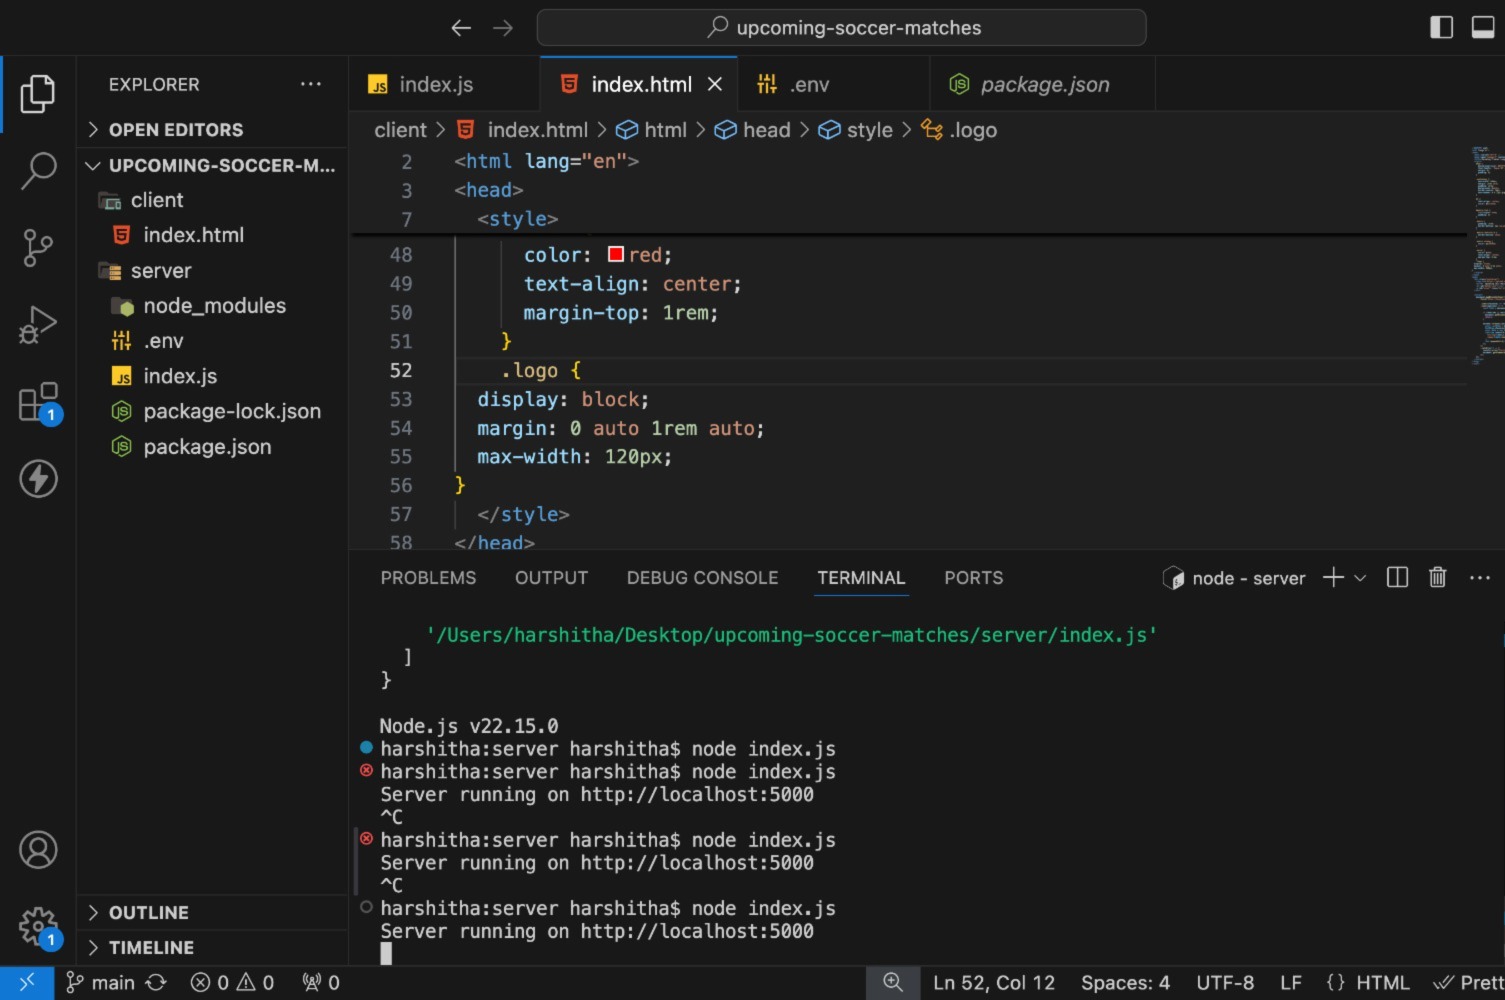 upcoming-soccer-matches
EXPLORER
OPEN EDITORS
UPCOMING-SOCCER-M...
client
index.html
server
node_modules
.env
index.js
package-lock.json
package.json
OUTLINE
TIMELINE
1
1
index.js
index.html
.env
package.json
client > index.html > html > head > style > .logo
2 <html lang="en">
3 <head>
7 <style>
48 color: red;
49 text-align: center;
50 margin-top: 1rem;
51 }
52 .logo {
53 display: block;
54 margin: 0 auto 1rem auto;
55 max-width: 120px;
56 }
57 </style>
58 </head>
PROBLEMS OUTPUT DEBUG CONSOLE TERMINAL PORTS
node - server
'/Users/harshitha/Desktop/upcoming-soccer-matches/server/index.js'
]
}
Node.js v22.15.0
harshitha:server harshitha$ node index.js
harshitha:server harshitha$ node index.js
Server running on http://localhost:5000
^C
harshitha:server harshitha$ node index.js
Server running on http://localhost:5000
^C
harshitha:server harshitha$ node index.js
Server running on http://localhost:5000
main 0 0 0 Ln 52, Col 12 Spaces: 4 UTF-8 LF {} HTML Prett